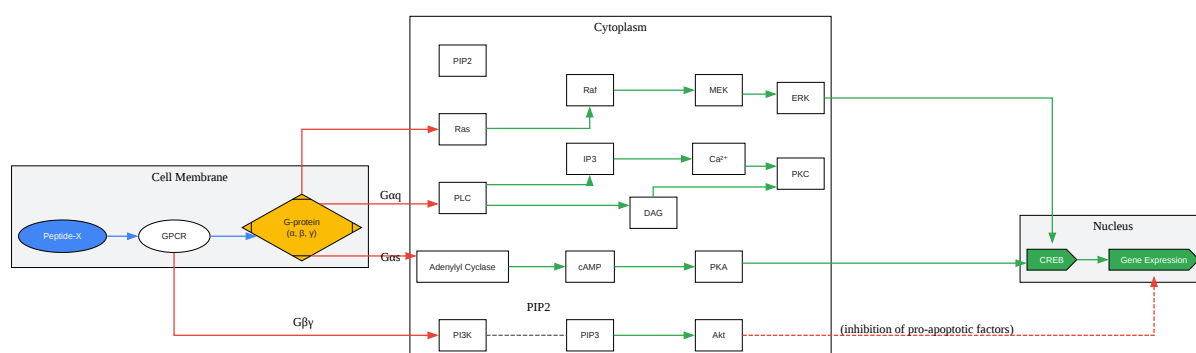 Cytoplasm
PIP2
Raf
MEK
ERK
Ras
IP3
Ca²⁺
PKC
Cell Membrane
Gαq
PLC
DAG
Peptide-X
GPCR
G-protein
(α, β, γ)
Nucleus
Gαs
Adenylyl Cyclase
cAMP
PKA
CREB
Gene Expression
PIP2
Gβγ
PI3K
PIP3
Akt
(inhibition of pro-apoptotic factors)